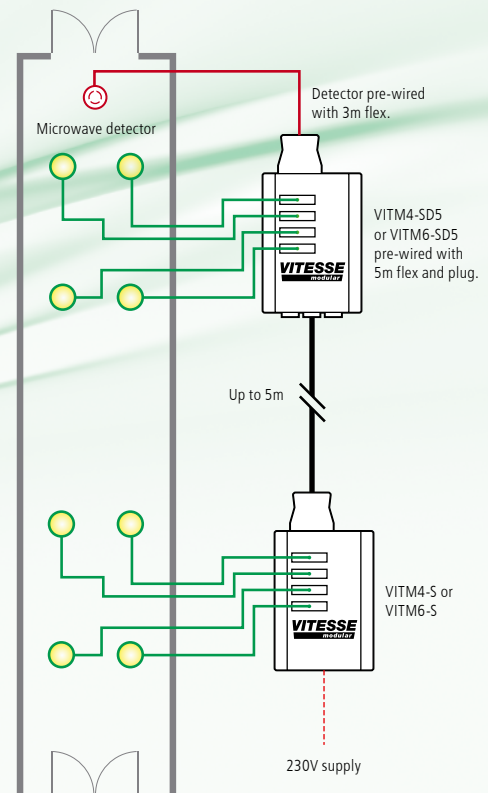 Detector pre-wired
with 3m flex.
Microwave detector
VITM4-SD5
or VITM6-SD5
pre-wired with
5m flex and plug.
VITESSE
modular
Up to 5m
VITM4-S or
VITM6-S
VITESSE
modular
230V supply